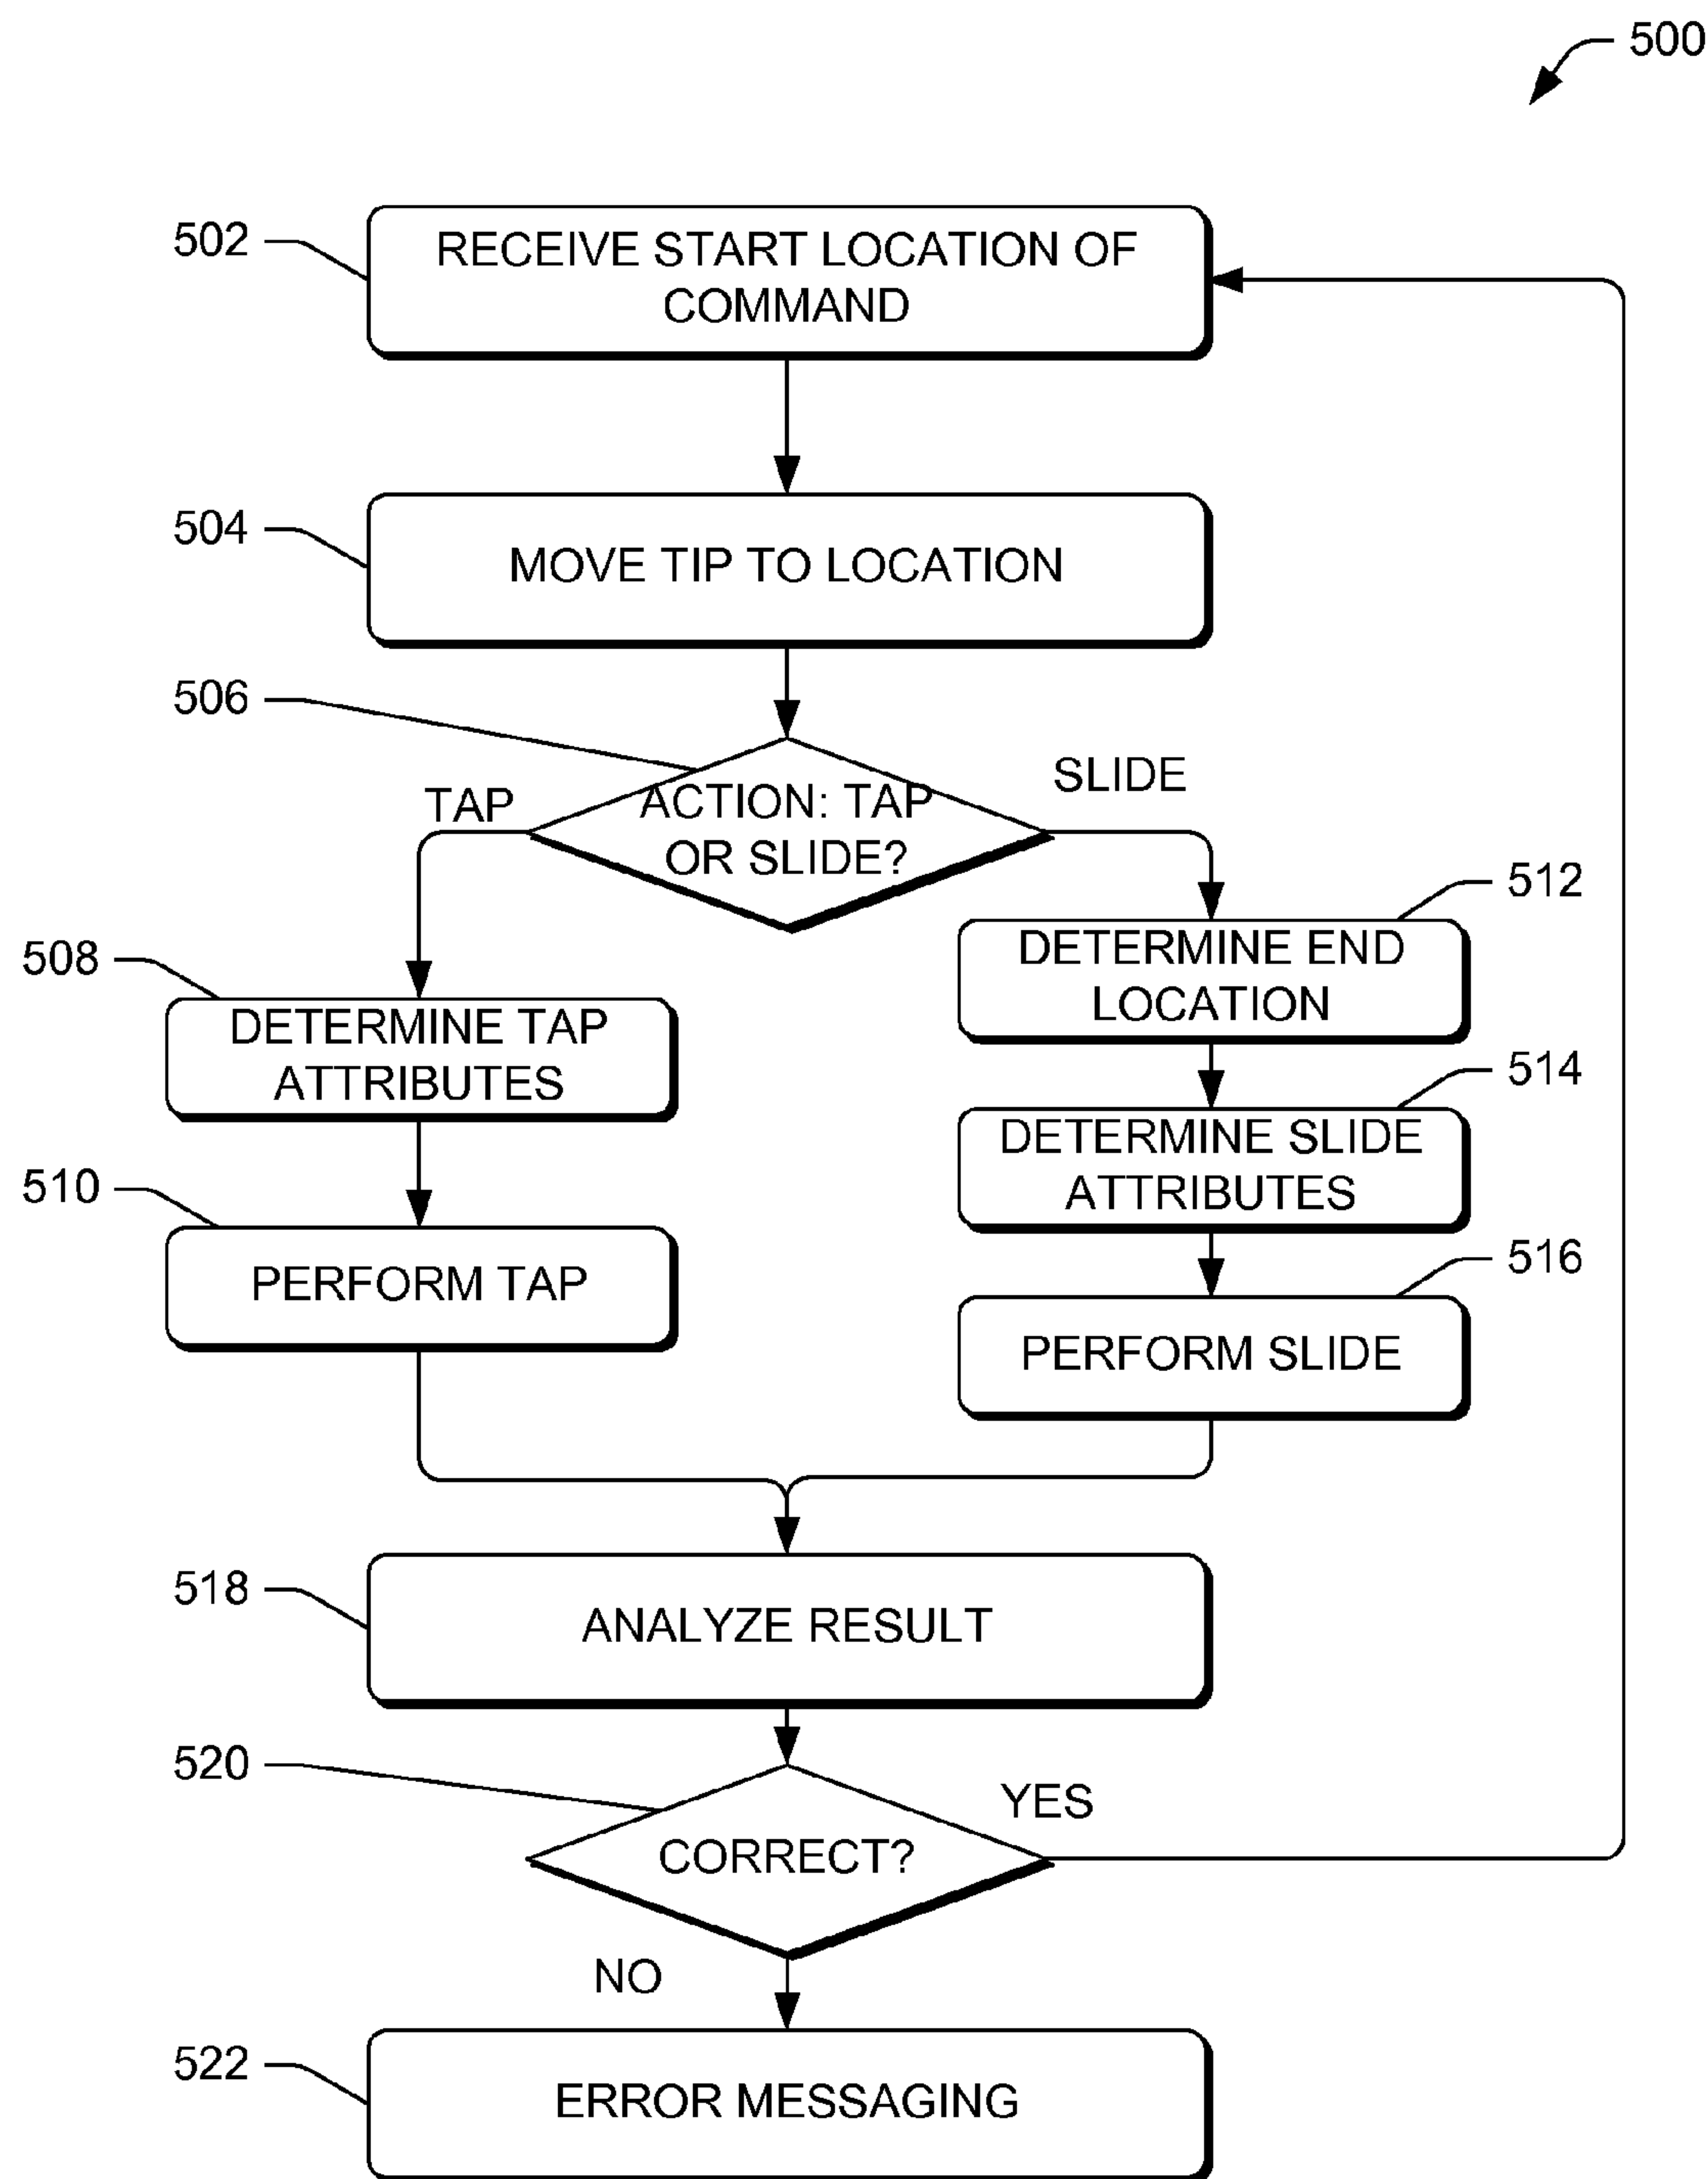 500
502
RECEIVE START LOCATION OF
COMMAND
504
MOVE TIP TO LOCATION
506
TAP
ACTION: TAP
OR SLIDE?
SLIDE
508
DETERMINE TAP
ATTRIBUTES
510
PERFORM TAP
512
DETERMINE END
LOCATION
514
DETERMINE SLIDE
ATTRIBUTES
516
PERFORM SLIDE
518
ANALYZE RESULT
520
CORRECT?
YES
NO
522
ERROR MESSAGING